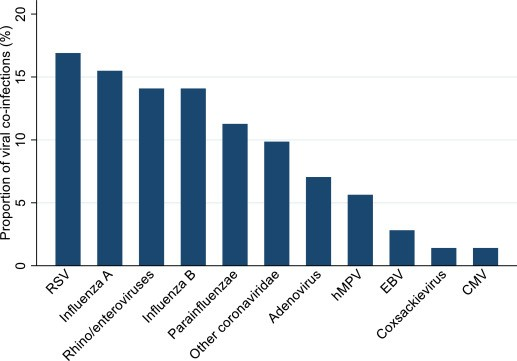 Proportion of viral co-infections (%)
20
15
10
5
0
RSV
Influenza A
Rhino/enteroviruses
Influenza B
Parainfluenzae
Other coronaviridae
Adenovirus
hMPV
EBV
Coxsackievirus
CMV